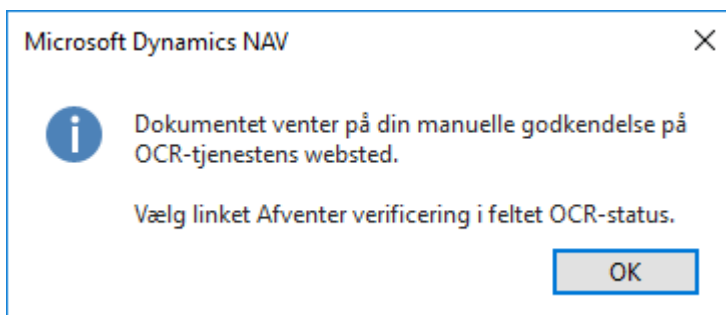 Microsoft Dynamics NAV
Dokumentet venter på din manuelle godkendelse på
OCR-tjenestens websted.
Vælg linket Afventer verificering i feltet OCR-status.
OK